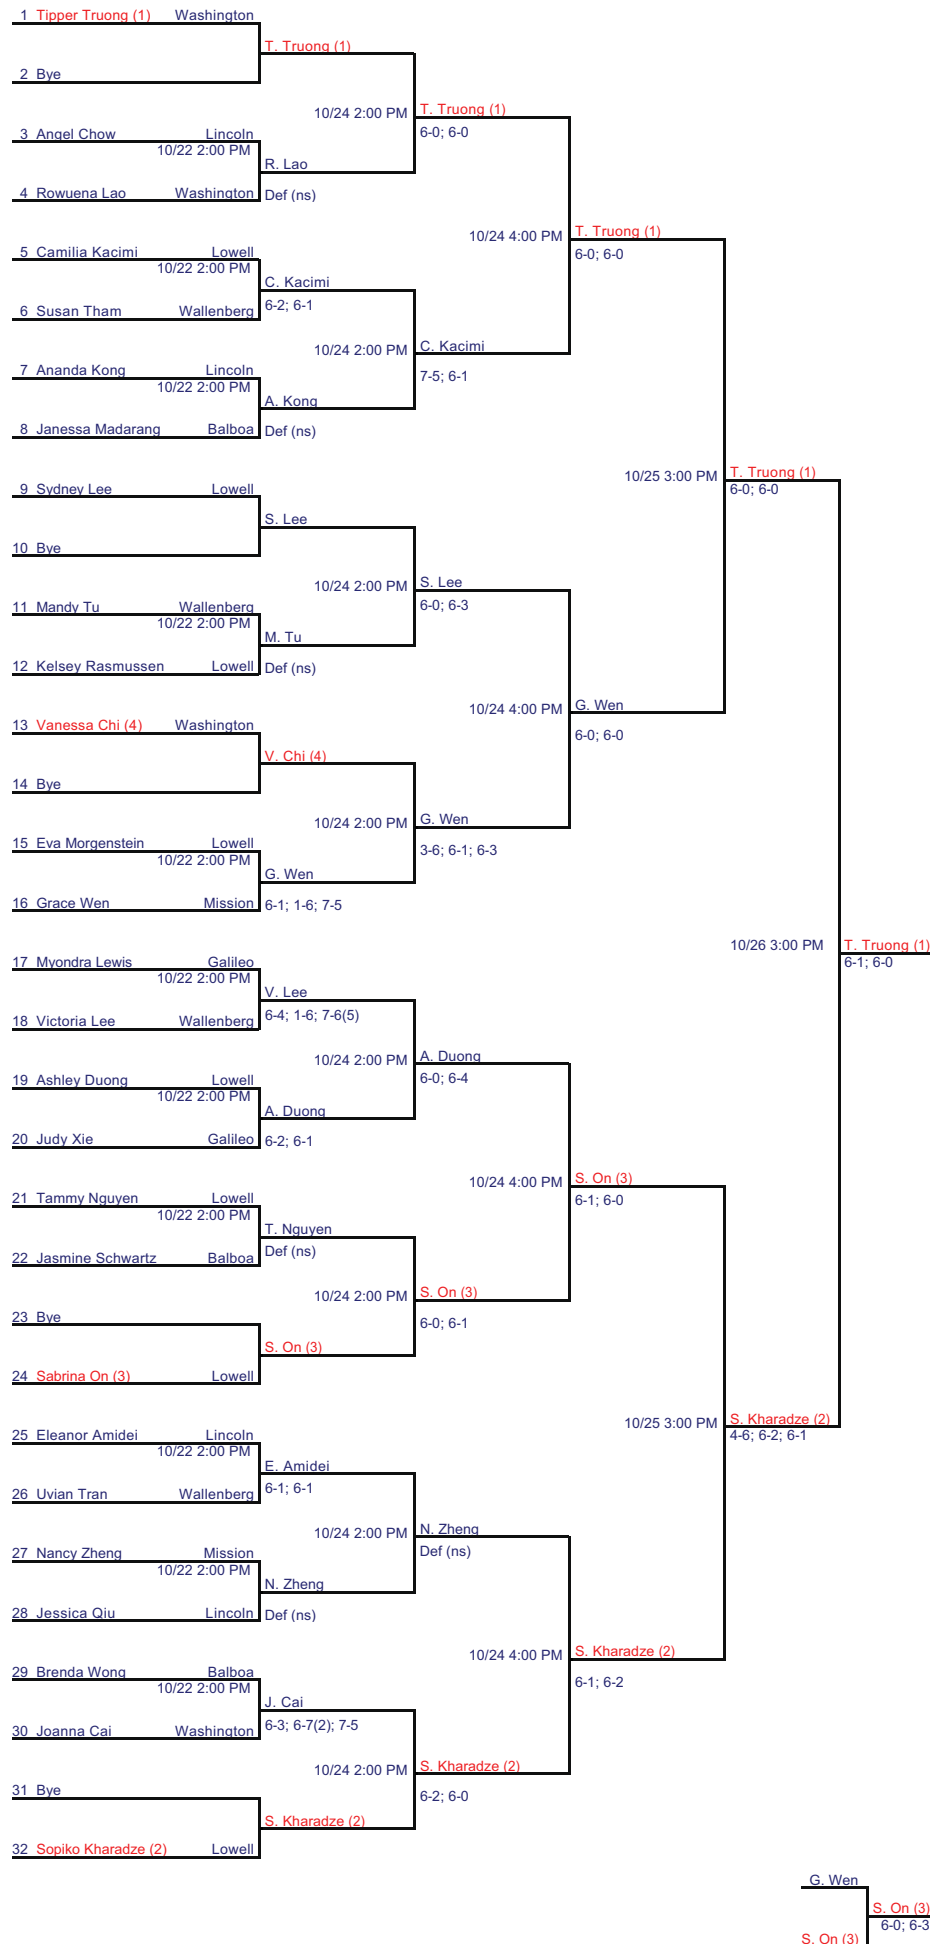 1 Tipper Truong (1) Washington
T. Truong (1)
2 Bye
10/24 2:00 PM T. Truong (1)
6-0; 6-0
3 Angel Chow Lincoln
10/22 2:00 PM
R. Lao
4 Rowuena Lao Washington Def (ns)
10/24 4:00 PM T. Truong (1)
6-0; 6-0
5 Camilia Kacimi Lowell
10/22 2:00 PM
C. Kacimi
6 Susan Tham Wallenberg 6-2; 6-1
10/24 2:00 PM C. Kacimi
7-5; 6-1
7 Ananda Kong Lincoln
10/22 2:00 PM
A. Kong
8 Janessa Madarang Balboa Def (ns)
10/25 3:00 PM T. Truong (1)
6-0; 6-0
9 Sydney Lee Lowell
S. Lee
10 Bye
10/24 2:00 PM S. Lee
6-0; 6-3
11 Mandy Tu Wallenberg
10/22 2:00 PM
M. Tu
12 Kelsey Rasmussen Lowell Def (ns)
10/24 4:00 PM G. Wen
6-0; 6-0
13 Vanessa Chi (4) Washington
V. Chi (4)
14 Bye
10/24 2:00 PM G. Wen
3-6; 6-1; 6-3
15 Eva Morgenstein Lowell
10/22 2:00 PM
G. Wen
16 Grace Wen Mission 6-1; 1-6; 7-5
10/26 3:00 PM T. Truong (1)
6-1; 6-0
17 Myondra Lewis Galileo
10/22 2:00 PM
V. Lee
18 Victoria Lee Wallenberg 6-4; 1-6; 7-6(5)
10/24 2:00 PM A. Duong
6-0; 6-4
19 Ashley Duong Lowell
10/22 2:00 PM
A. Duong
20 Judy Xie Galileo 6-2; 6-1
10/24 4:00 PM S. On (3)
6-1; 6-0
21 Tammy Nguyen Lowell
10/22 2:00 PM
T. Nguyen
22 Jasmine Schwartz Balboa Def (ns)
10/24 2:00 PM S. On (3)
6-0; 6-1
23 Bye
S. On (3)
24 Sabrina On (3) Lowell
10/25 3:00 PM S. Kharadze (2)
4-6; 6-2; 6-1
25 Eleanor Amidei Lincoln
10/22 2:00 PM
E. Amidei
26 Uvian Tran Wallenberg 6-1; 6-1
10/24 2:00 PM N. Zheng
Def (ns)
27 Nancy Zheng Mission
10/22 2:00 PM
N. Zheng
28 Jessica Qiu Lincoln Def (ns)
10/24 4:00 PM S. Kharadze (2)
6-1; 6-2
29 Brenda Wong Balboa
10/22 2:00 PM
J. Cai
30 Joanna Cai Washington 6-3; 6-7(2); 7-5
10/24 2:00 PM S. Kharadze (2)
6-2; 6-0
31 Bye
S. Kharadze (2)
32 Sopiko Kharadze (2) Lowell
G. Wen
S. On (3)
6-0; 6-3
S. On (3)